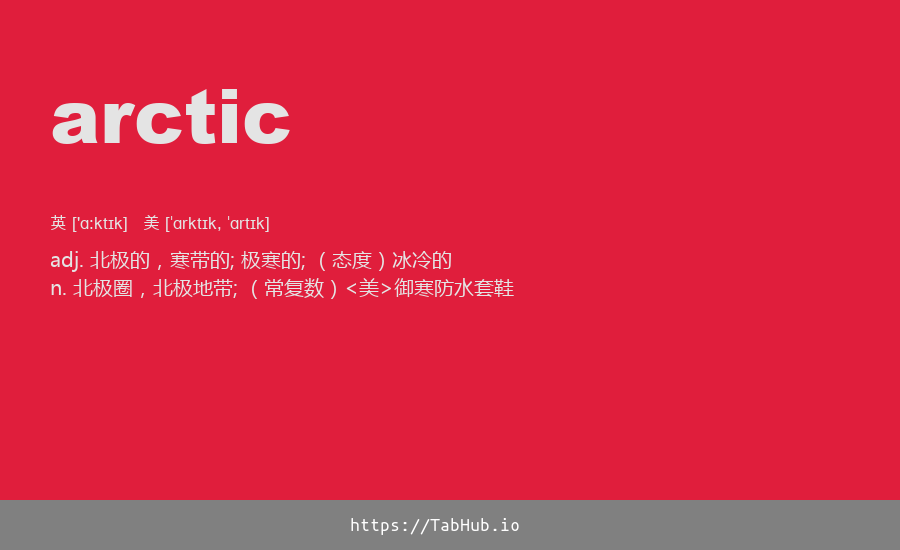 arctic
英 ['ɑ:ktɪk] 美 [ˈɑrktɪk, ˈɑrtɪk]
adj. 北极的，寒带的; 极寒的; （态度）冰冷的
n. 北极圈，北极地带; （常复数）<美>御寒防水套鞋
https://TabHub.io